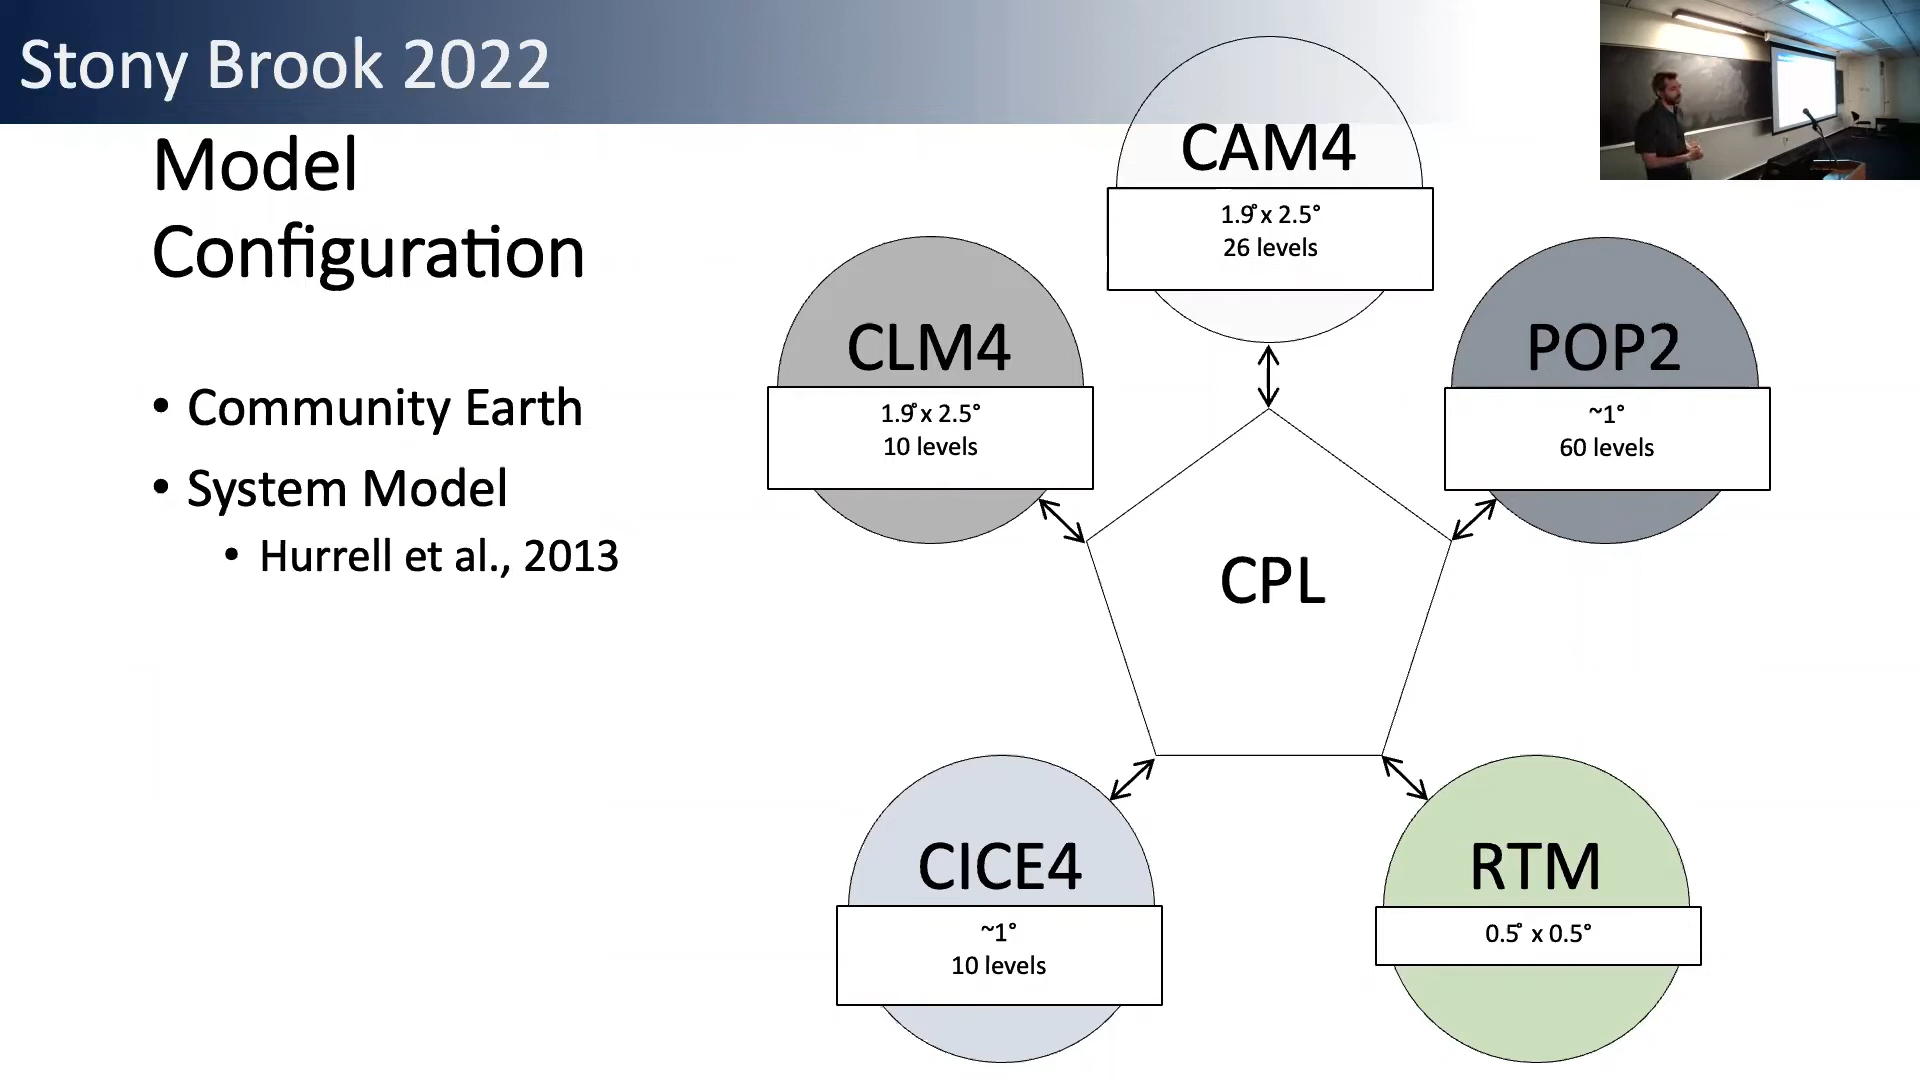 Stony Brook 2022
Model
Configuration
• Community Earth
• System Model
• Hurrell et al., 2013
CAM4
1.9° x 2.5°
26 levels
CLM4
1.9° x 2.5°
10 levels
POP2
~1°
60 levels
CPL
CICE4
~1°
10 levels
RTM
0.5° x 0.5°